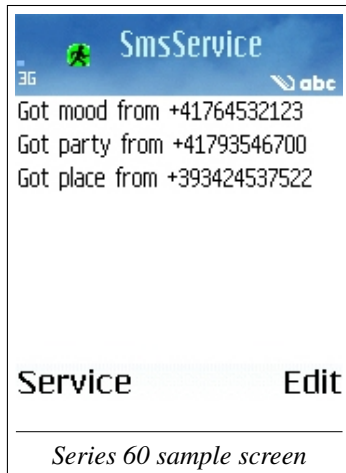 SmsService
3G
abc
Got mood from +41764532123
Got party from +41793546700
Got place from +393424537522
Service Edit
Series 60 sample screen